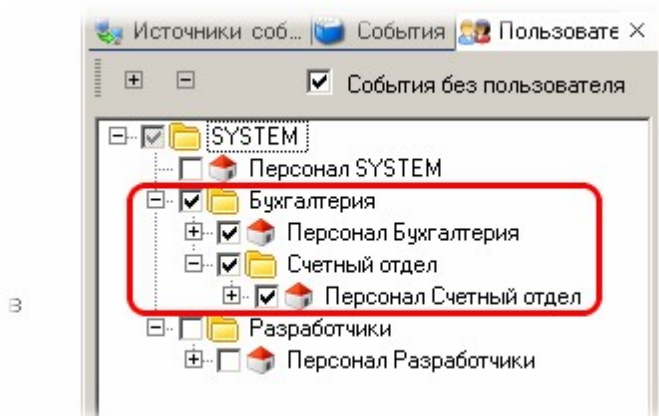 Источники соб... События Пользовате
События без пользователя
SYSTEM
Персонал SYSTEM
Бухгалтерия
Персонал Бухгалтерия
Счетный отдел
Персонал Счетный отдел
в
Разработчики
Персонал Разработчики